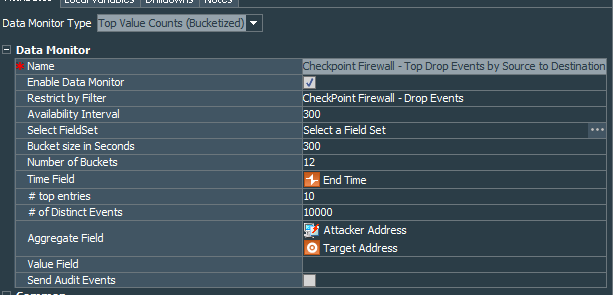 Local Variables Drilldowns Notes
Data Monitor Type Top Value Counts (Bucketized)
Data Monitor
Name Checkpoint Firewall - Top Drop Events by Source to Destination
Enable Data Monitor
Restrict by Filter CheckPoint Firewall - Drop Events
Availability Interval 300
Select FieldSet Select a Field Set ...
Bucket size in Seconds 300
Number of Buckets 12
Time Field End Time
# top entries 10
# of Distinct Events 10000
Aggregate Field Attacker Address
Target Address
Value Field
Send Audit Events
Common